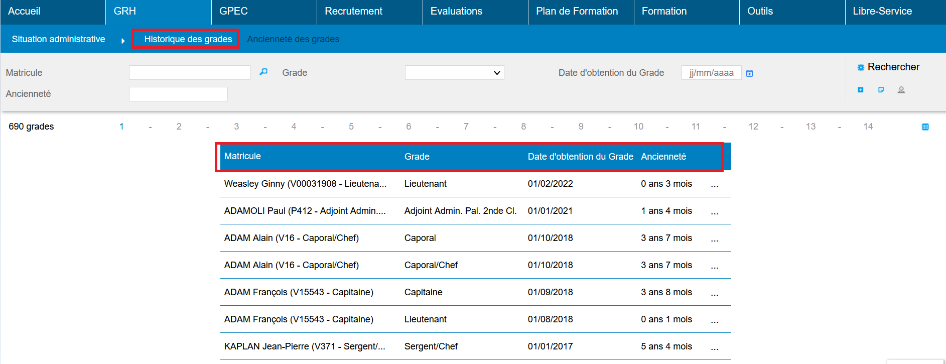 Accueil GRH GPEC Recrutement Evaluations Plan de Formation Formation Outils Libre-Service
Situation administrative Historique des grades Ancienneté des grades
Matricule Grade Date d'obtention du Grade jj/mm/aaaa Rechercher
Ancienneté
690 grades 1 - 2 - 3 - 4 - 5 - 6 - 7 - 8 - 9 - 10 - 11 - 12 - 13 - 14
Matricule Grade Date d'obtention du Grade Ancienneté
Weasley Ginny (V00031908 - Lieutena... Lieutenant 01/02/2022 0 ans 3 mois ...
ADAMOLI Paul (P412 - Adjoint Admin.... Adjoint Admin. Pal. 2nde Cl. 01/01/2021 1 ans 4 mois ...
ADAM Alain (V16 - Caporal/Chef) Caporal 01/10/2018 3 ans 7 mois ...
ADAM Alain (V16 - Caporal/Chef) Caporal/Chef 01/10/2018 3 ans 7 mois ...
ADAM François (V15543 - Capitaine) Capitaine 01/09/2018 3 ans 8 mois ...
ADAM François (V15543 - Capitaine) Lieutenant 01/08/2018 0 ans 1 mois ...
KAPLAN Jean-Pierre (V371 - Sergent/... Sergent/Chef 01/01/2017 5 ans 4 mois ...